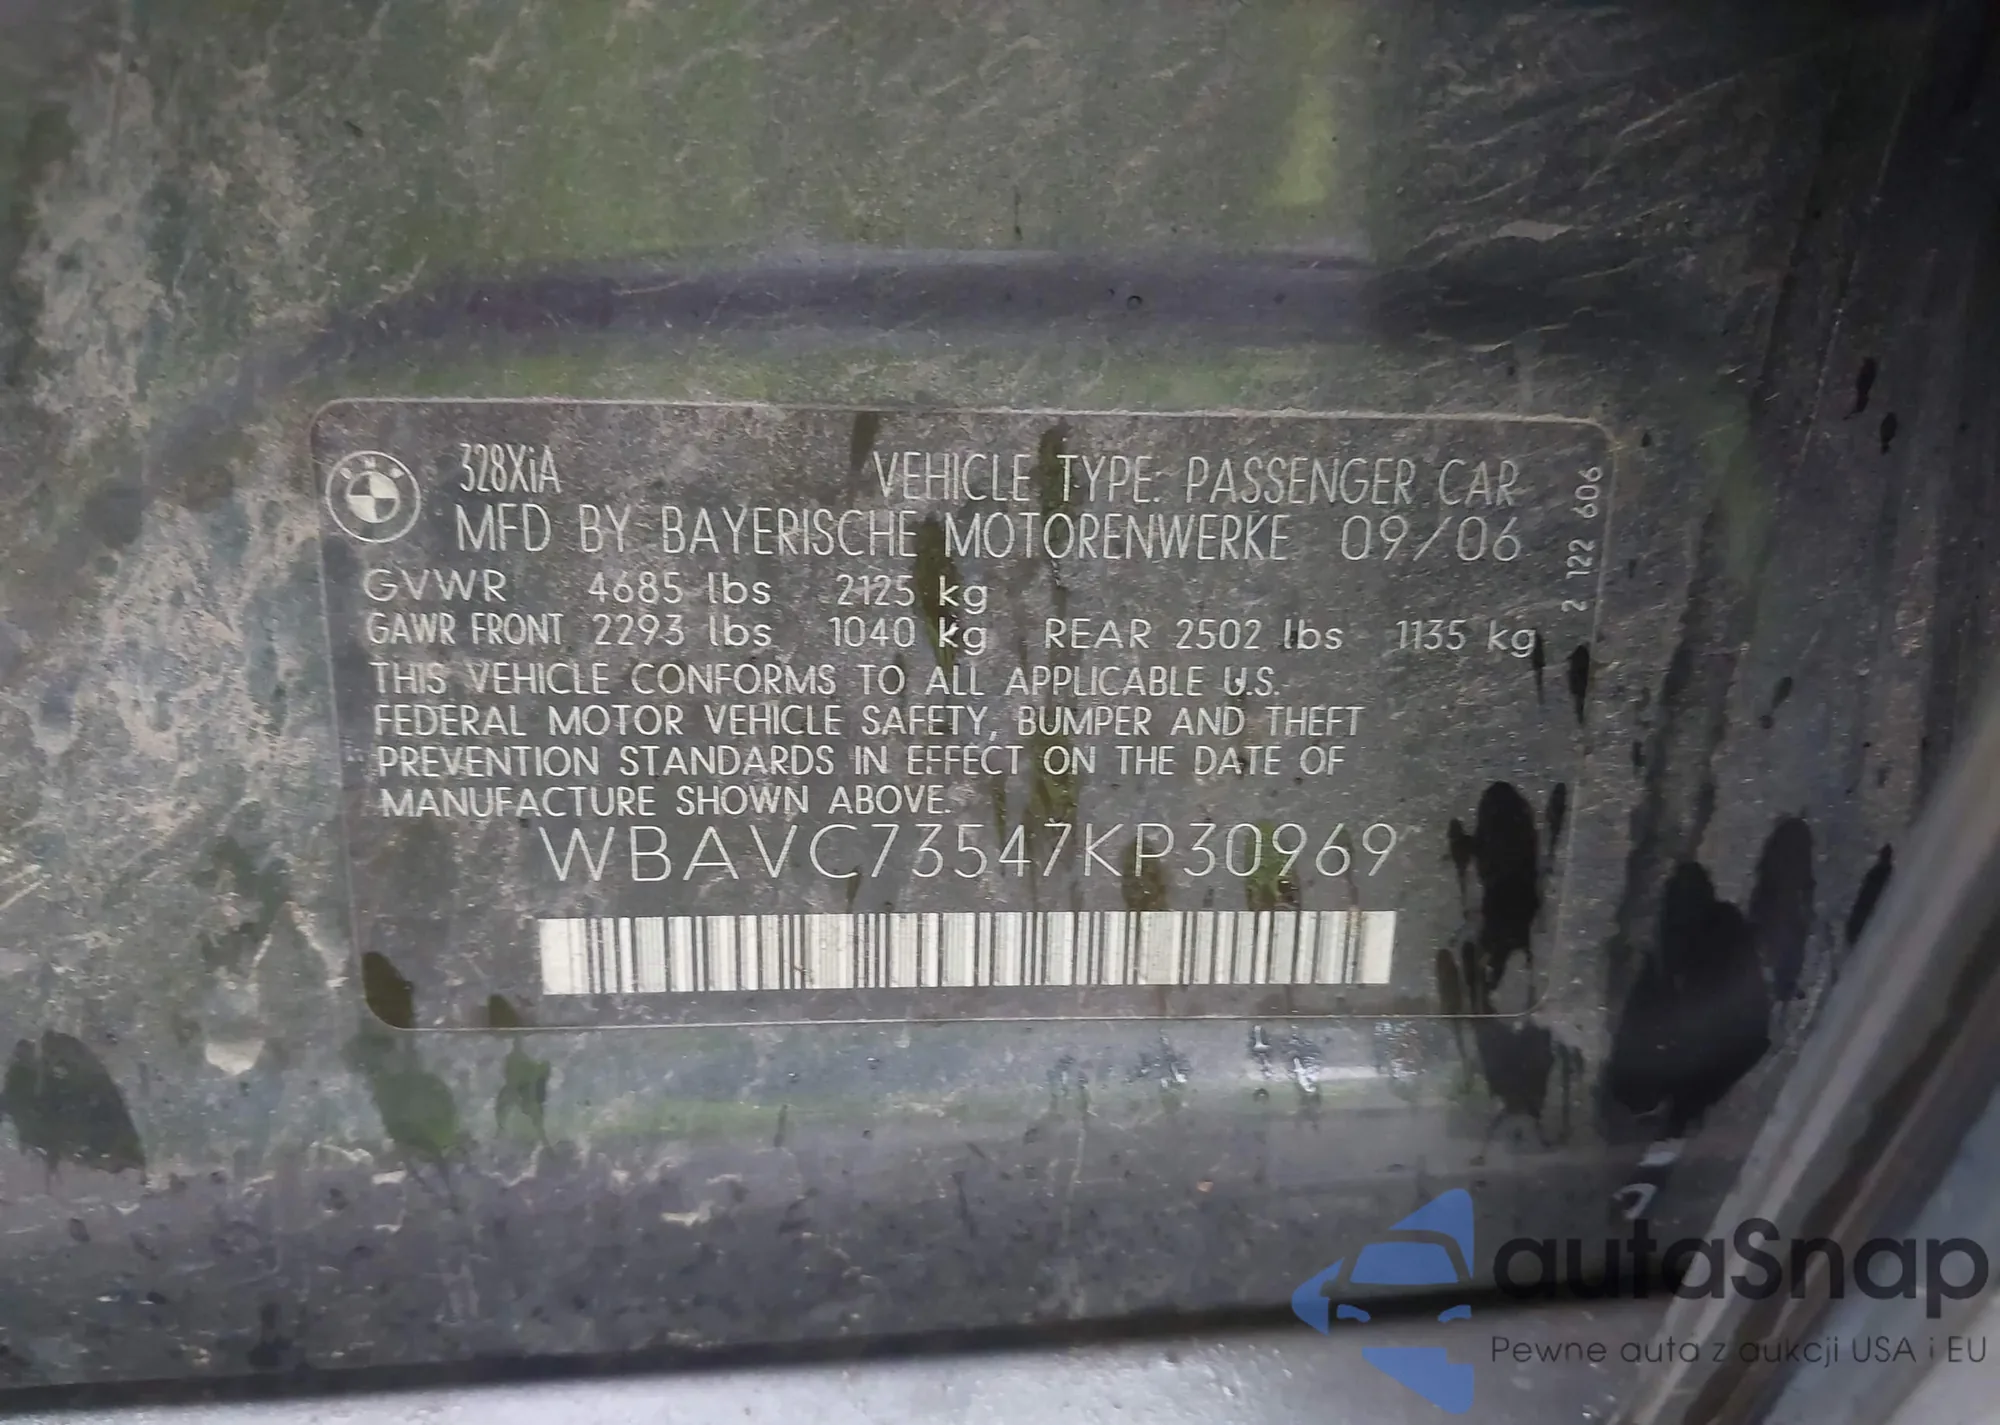 BMW
328XiA
VEHICLE TYPE: PASSENGER CAR
MFD BY BAYERISCHE MOTORENWERKE 09/06
GVWR 4685 lbs 2125 kg
GAWR FRONT 2293 lbs 1040 kg REAR 2502 lbs 1135 kg
THIS VEHICLE CONFORMS TO ALL APPLICABLE U.S.
FEDERAL MOTOR VEHICLE SAFETY, BUMPER AND THEFT
PREVENTION STANDARDS IN EFFECT ON THE DATE OF
MANUFACTURE SHOWN ABOVE.
WBAVC73547KP30969
2 122 606
autaSnap
Pewne auta z aukcji USA i EU